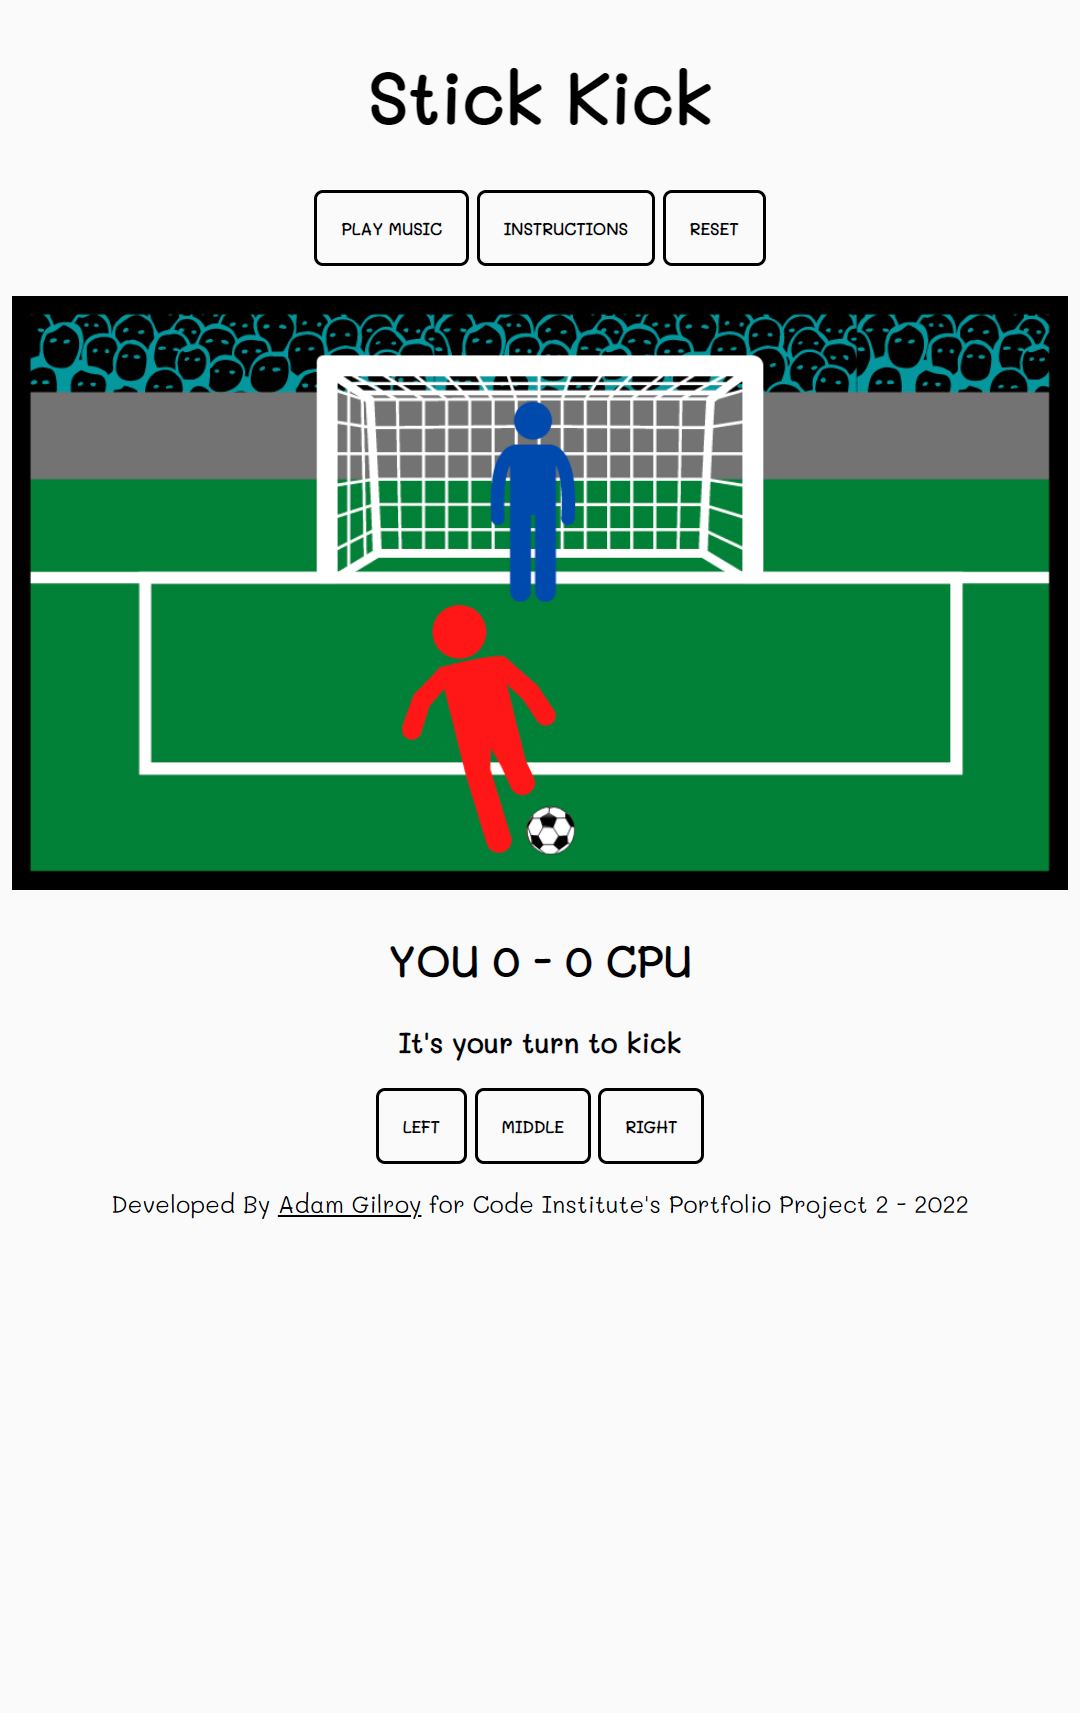 Stick Kick
PLAY MUSIC INSTRUCTIONS RESET
YOU 0 - 0 CPU
It's your turn to kick
LEFT MIDDLE RIGHT
Developed By Adam Gilroy for Code Institute's Portfolio Project 2 - 2022